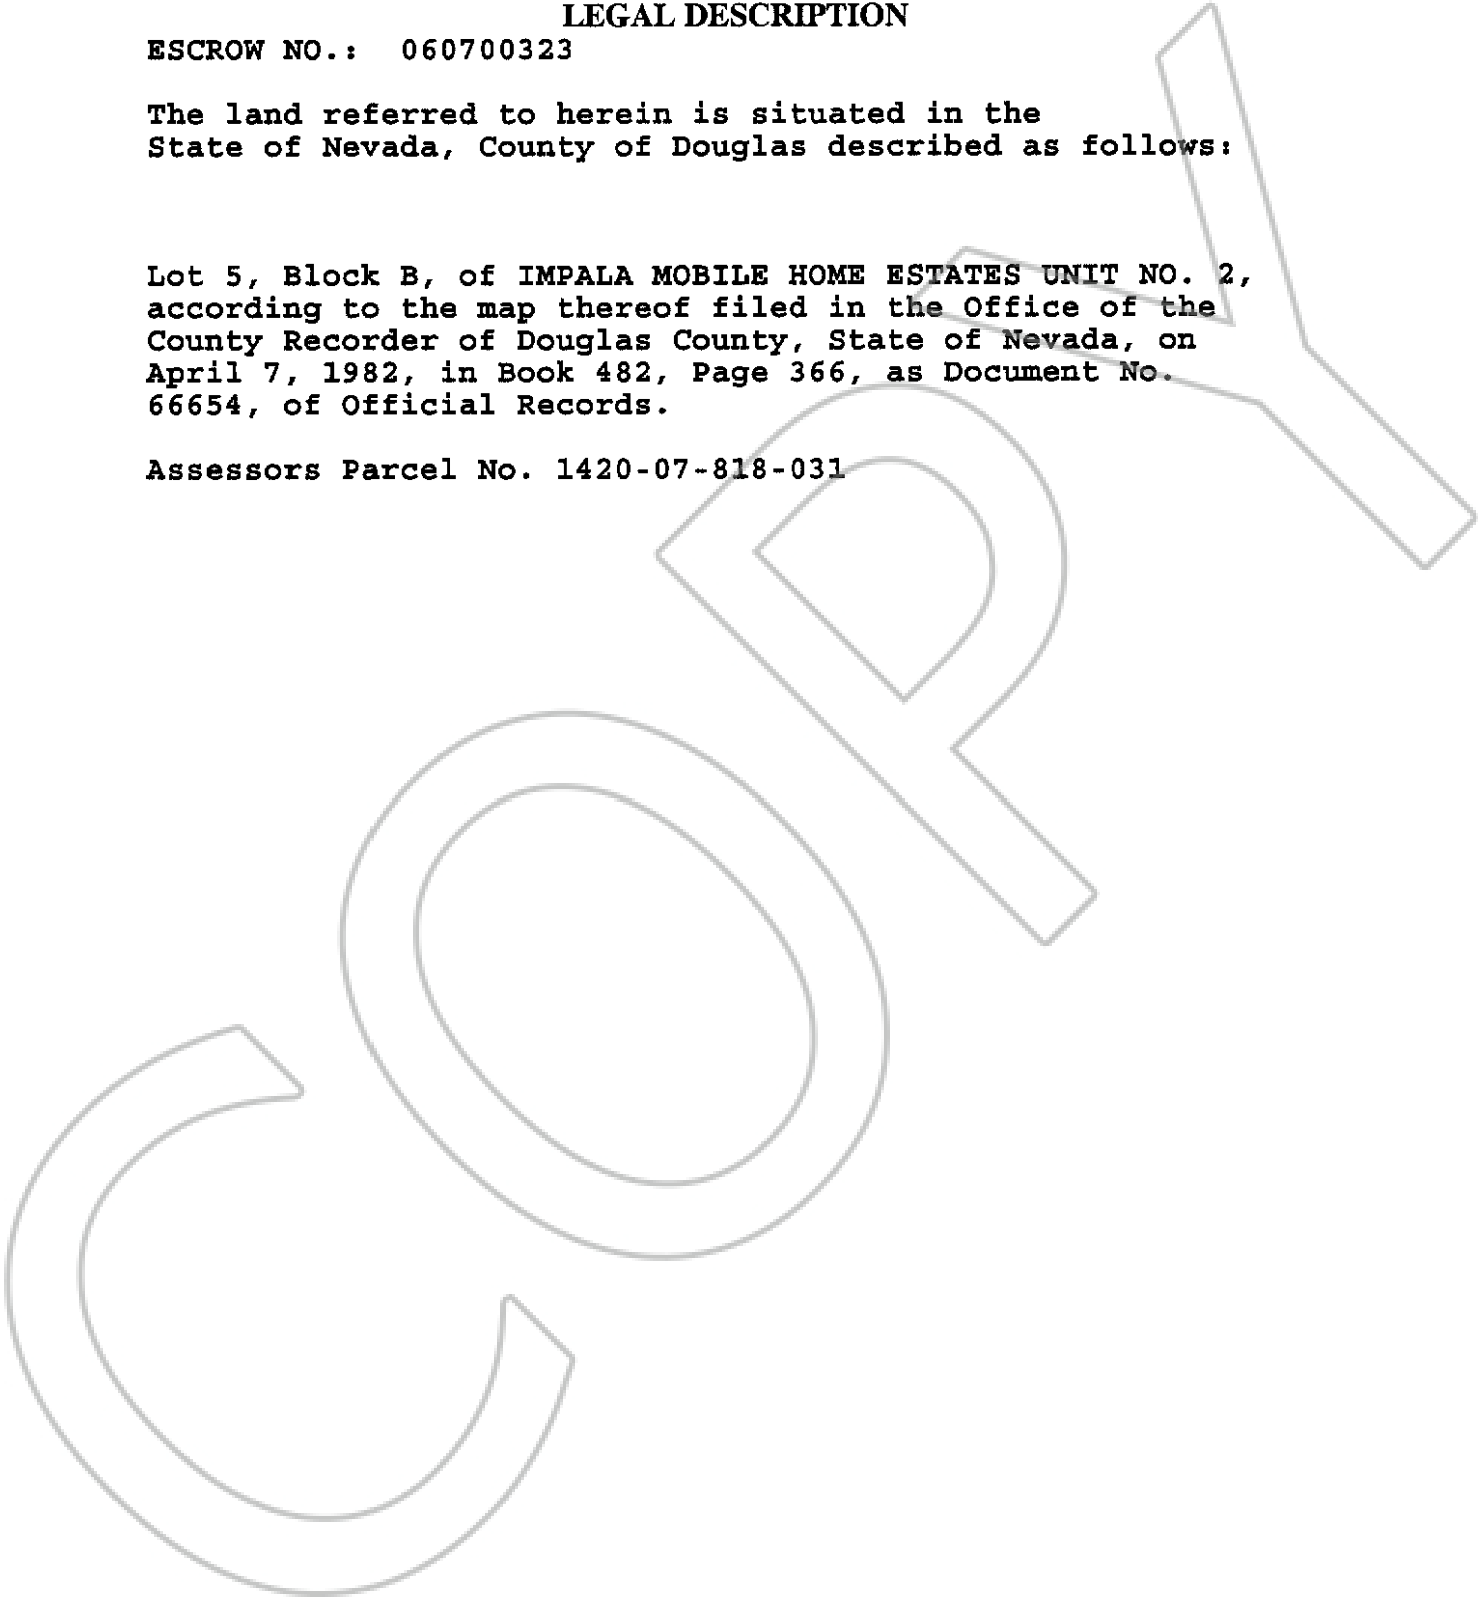 LEGAL DESCRIPTION
ESCROW NO.: 060700323
The land referred to herein is situated in the
State of Nevada, County of Douglas described as follows:
Lot 5, Block B, of IMPALA MOBILE HOME ESTATES UNIT NO. 2,
according to the map thereof filed in the Office of the
County Recorder of Douglas County, State of Nevada, on
April 7, 1982, in Book 482, Page 366, as Document No.
66654, of Official Records.
Assessors Parcel No. 1420-07-818-031
COPY